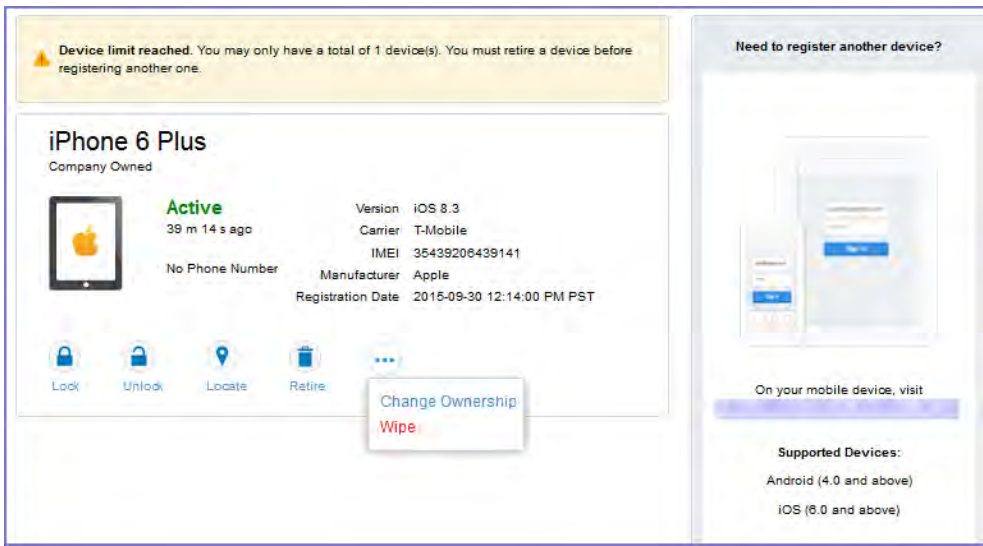 Device limit reached. You may only have a total of 1 device(s). You must retire a device before
registering another one.
iPhone 6 Plus
Company Owned
Active
39 m 14 s ago
No Phone Number
Version iOS 8.3
Carrier T-Mobile
IMEI 35439206439141
Manufacturer Apple
Registration Date 2015-09-30 12:14:00 PM PST
Lock Unlock Locate Retire
Change Ownership
Wipe
Need to register another device?
On your mobile device, visit
Supported Devices:
Android (4.0 and above)
iOS (6.0 and above)